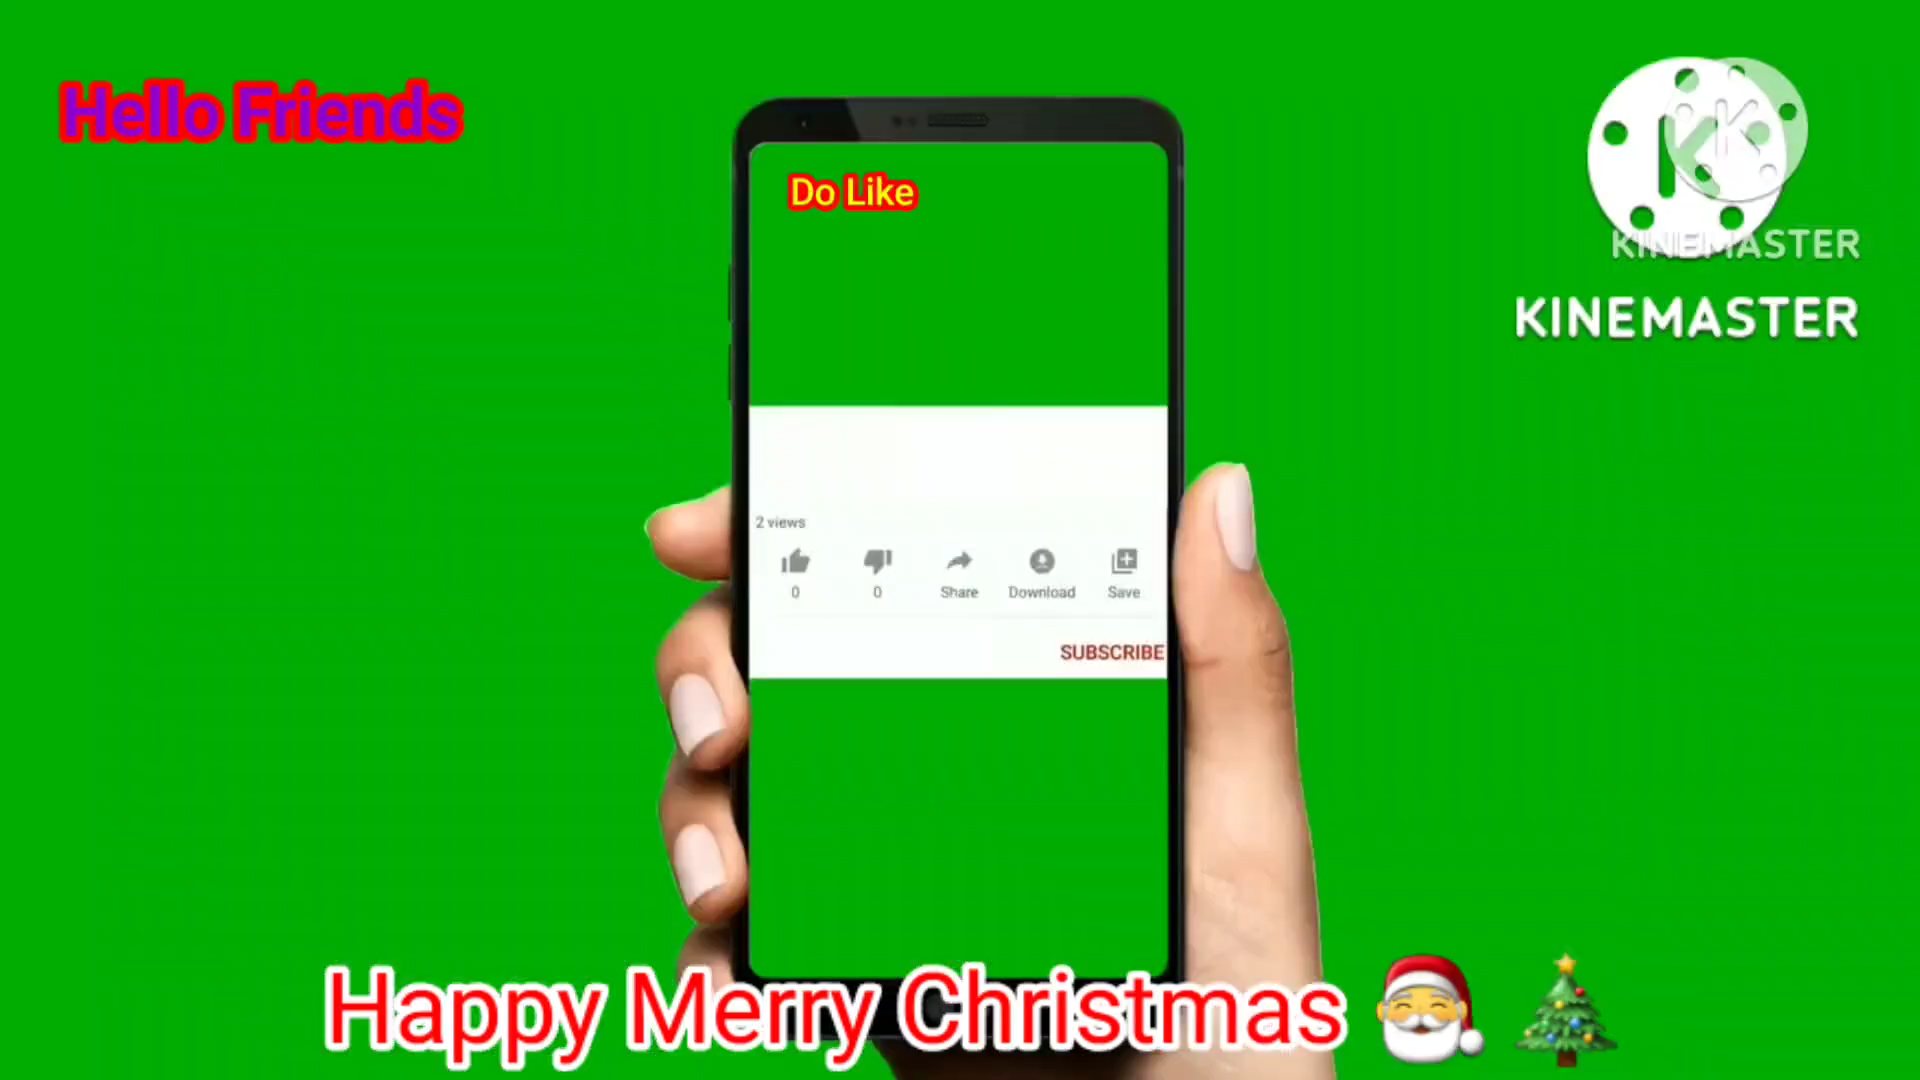 Hello Friends
Do Like
KINEMASTER
KINEMASTER
2 views
0 0 Share Download Save
SUBSCRIBE
Happy Merry Christmas 🎅 🎄